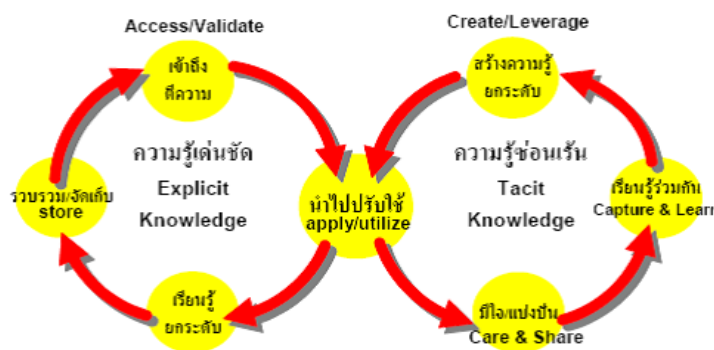 Access/Validate
เข้าถึง
ตีความ
ความรู้เด่นชัด
Explicit
Knowledge
รวบรวม/จัดเก็บ
store
เรียนรู้
ยกระดับ
นำไปปรับใช้
apply/utilize
Create/Leverage
สร้างความรู้
ยกระดับ
ความรู้ซ่อนเร้น
Tacit
Knowledge
เรียนรู้ร่วมกัน
Capture & Learn
มีใจ/แบ่งปัน
Care & Share